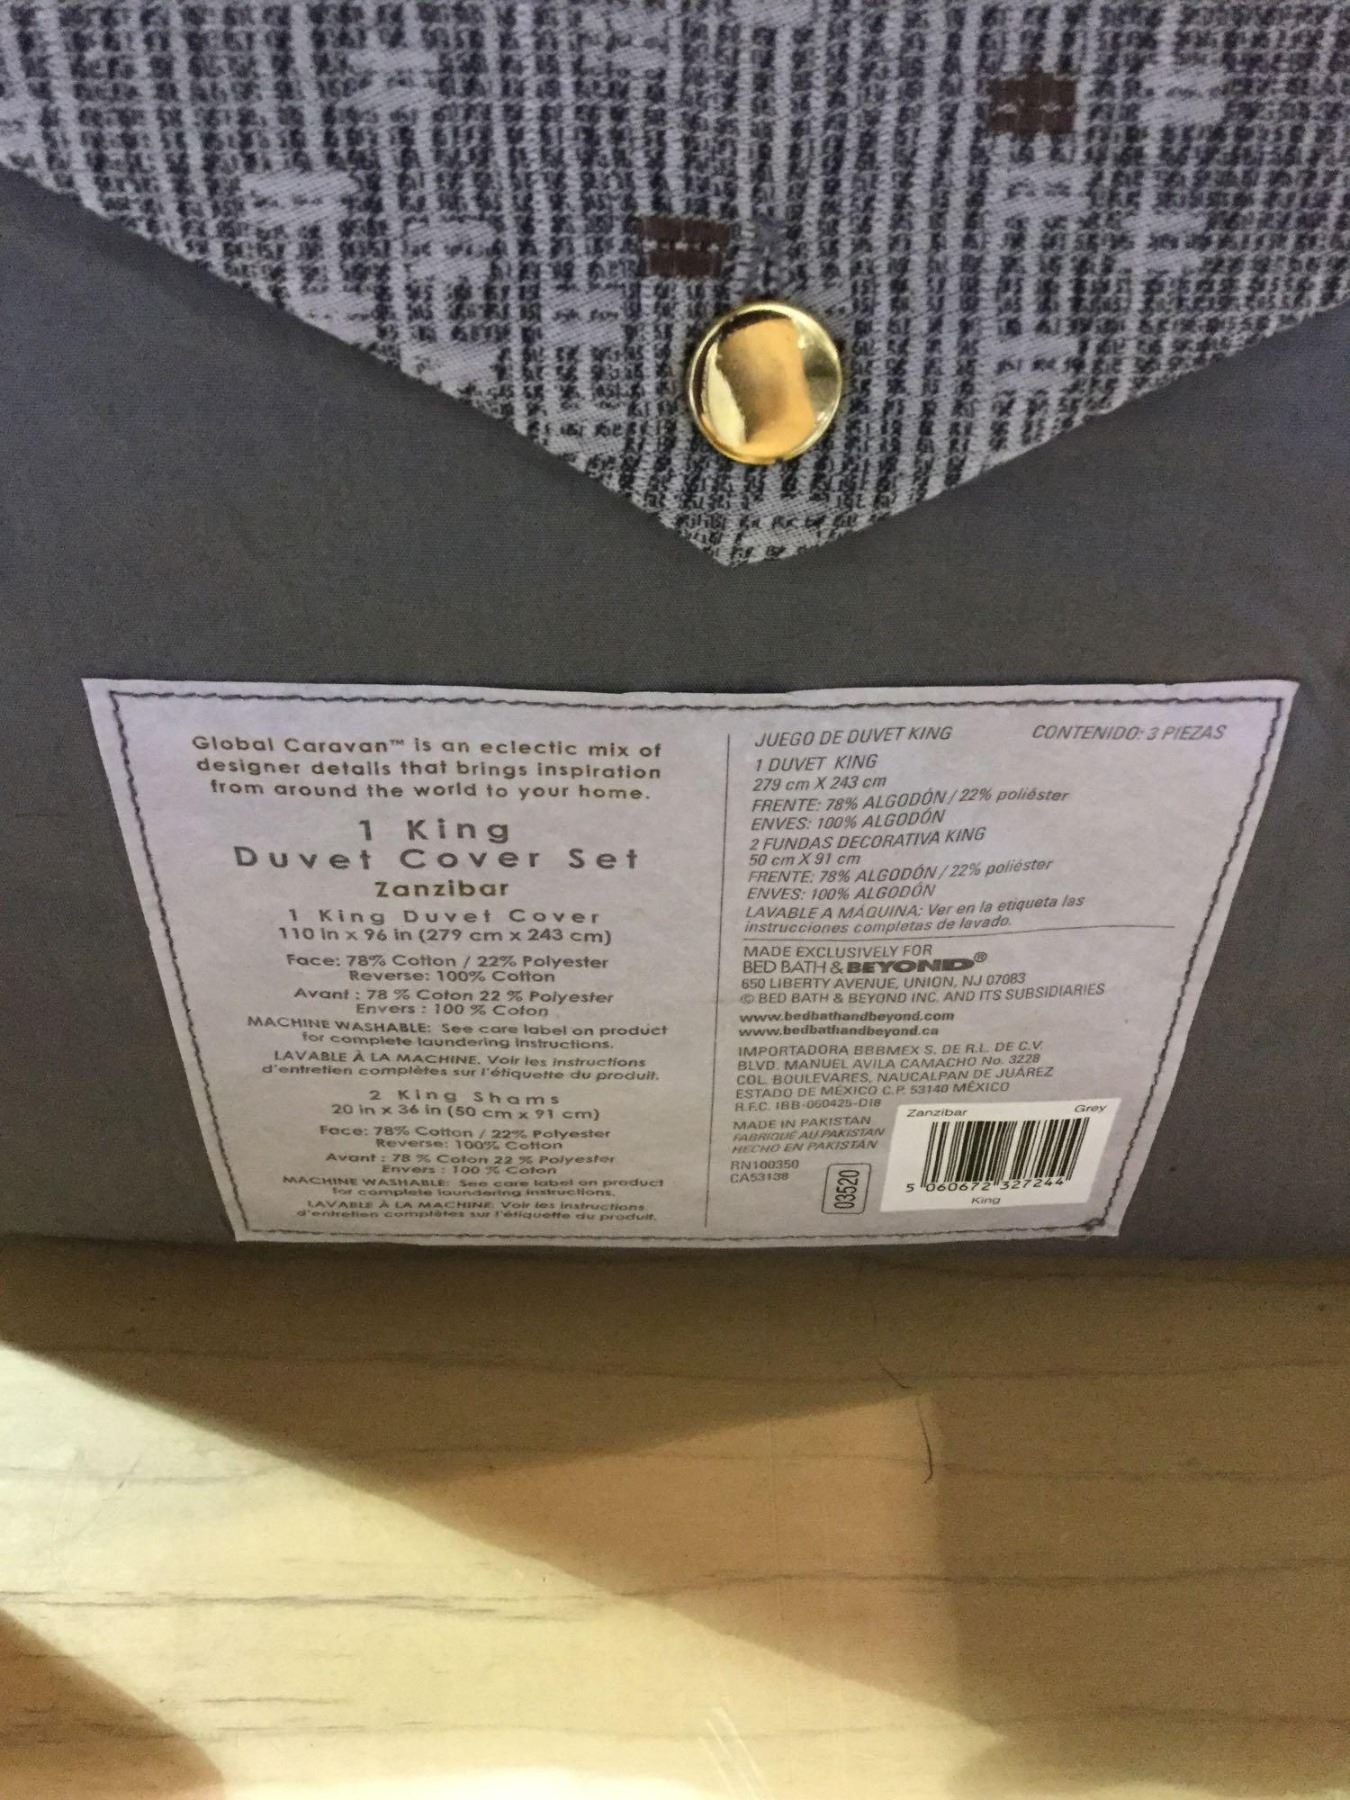 Global Caravan™ is an eclectic mix of
designer details that brings inspiration
from around the world to your home.
1 King
Duvet Cover Set
Zanzibar
1 King Duvet Cover
110 in x 96 in (279 cm x 243 cm)
Face: 78% Cotton / 22% Polyester
Reverse: 100% Cotton
Avant : 78 % Coton 22 % Polyester
Envers : 100 % Coton
MACHINE WASHABLE: See care label on product
for complete laundering instructions.
LAVABLE À LA MACHINE. Voir les instructions
d'entretien complètes sur l'étiquette du produit.
2 King Shams
20 in x 36 in (50 cm x 91 cm)
Face: 78% Cotton / 22% Polyester
Reverse: 100% Cotton
Avant : 78 % Coton 22 % Polyester
Envers : 100 % Coton
MACHINE WASHABLE: See care label on product
for complete laundering instructions.
LAVABLE À LA MACHINE: Voir les instructions
d'entretien complètes sur l'étiquette du produit.
JUEGO DE DUVET KING CONTENIDO: 3 PIEZAS
1 DUVET KING
279 cm X 243 cm
FRENTE: 78% ALGODÓN / 22% poliéster
ENVES: 100% ALGODÓN
2 FUNDAS DECORATIVA KING
50 cm X 91 cm
FRENTE: 78% ALGODÓN / 22% poliéster
ENVES: 100% ALGODÓN
LAVABLE A MÁQUINA: Ver en la etiqueta las
instrucciones completas de lavado.
MADE EXCLUSIVELY FOR
BED BATH & BEYOND®
650 LIBERTY AVENUE, UNION, NJ 07083
© BED BATH & BEYOND INC. AND ITS SUBSIDIARIES
www.bedbathandbeyond.com
www.bedbathandbeyond.ca
IMPORTADORA BBBMEX S. DE R.L. DE C.V.
BLVD. MANUEL AVILA CAMACHO No. 3228
COL. BOULEVARES, NAUCALPAN DE JUÁREZ
ESTADO DE MÉXICO C.P. 53140 MÉXICO
R.F.C. IBB-060425-DI8
MADE IN PAKISTAN
FABRIQUÉ AU PAKISTAN
HECHO EN PAKISTÁN
RN100350
CA53138
03520
Zanzibar Grey
5 060672 327244
King